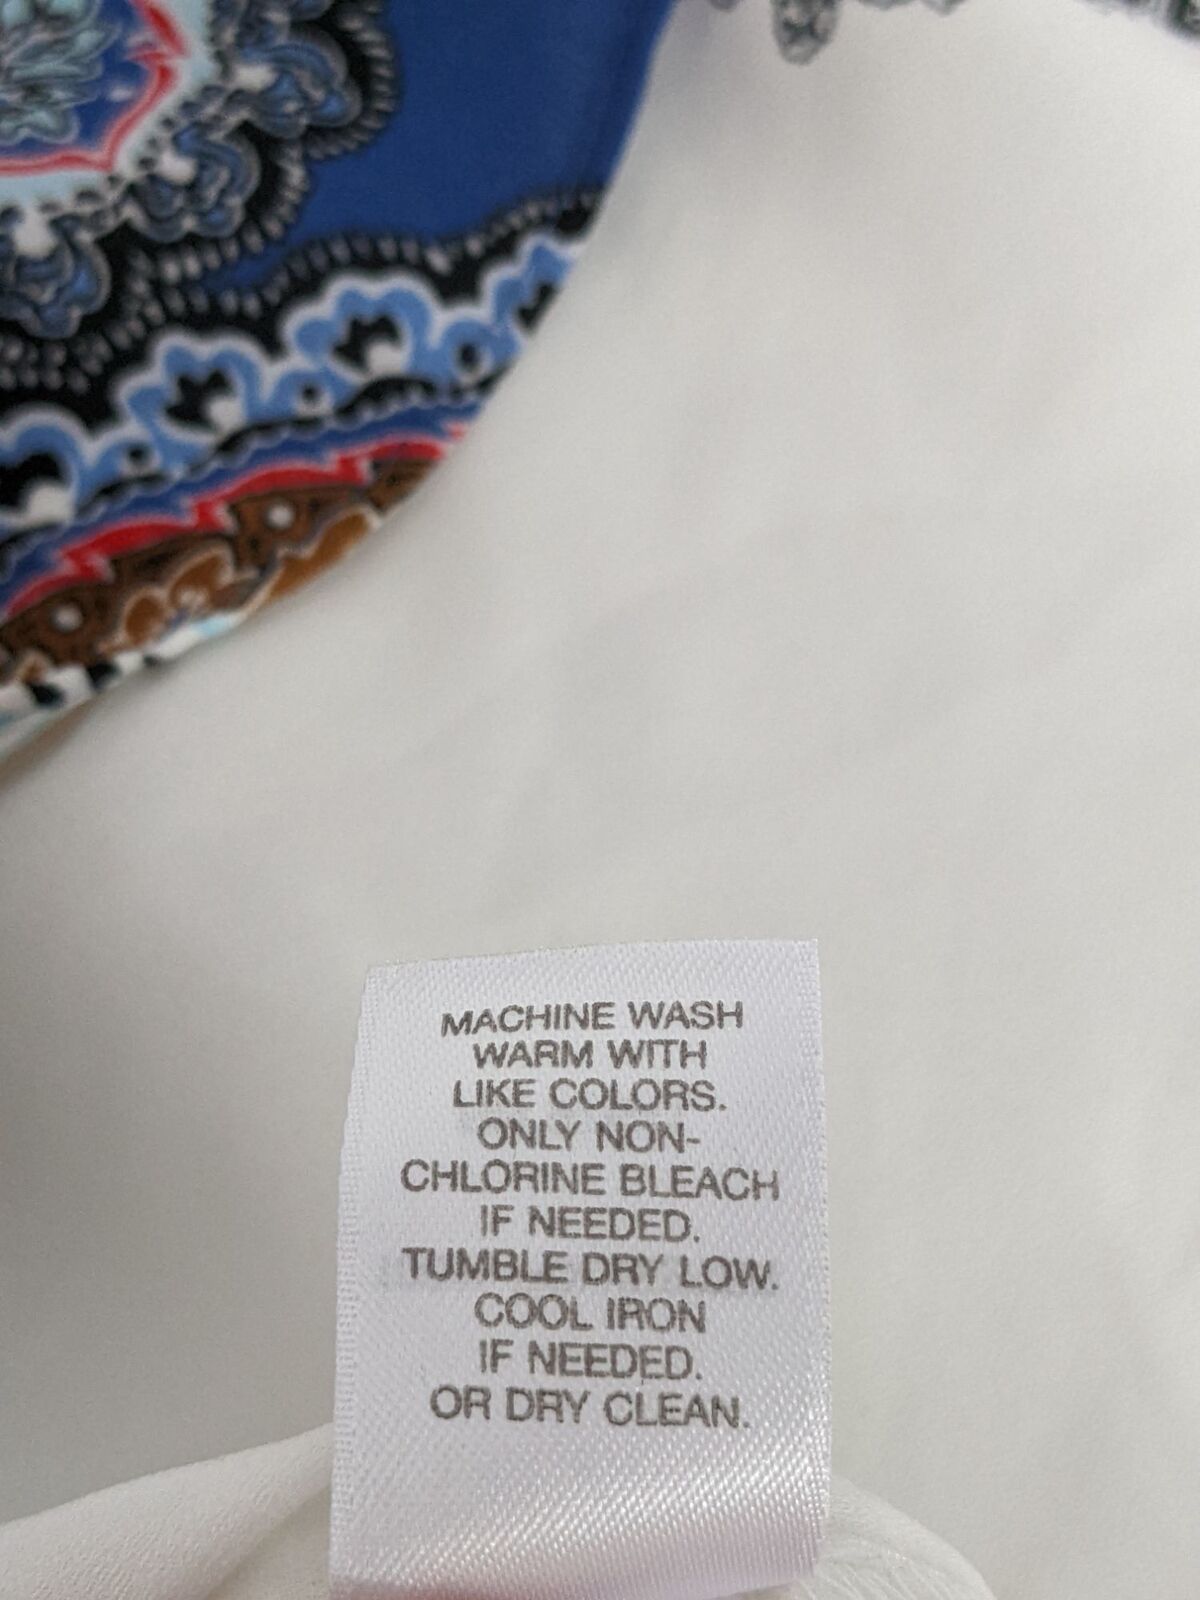 MACHINE WASH
WARM WITH
LIKE COLORS.
ONLY NON-
CHLORINE BLEACH
IF NEEDED.
TUMBLE DRY LOW.
COOL IRON
IF NEEDED.
OR DRY CLEAN.